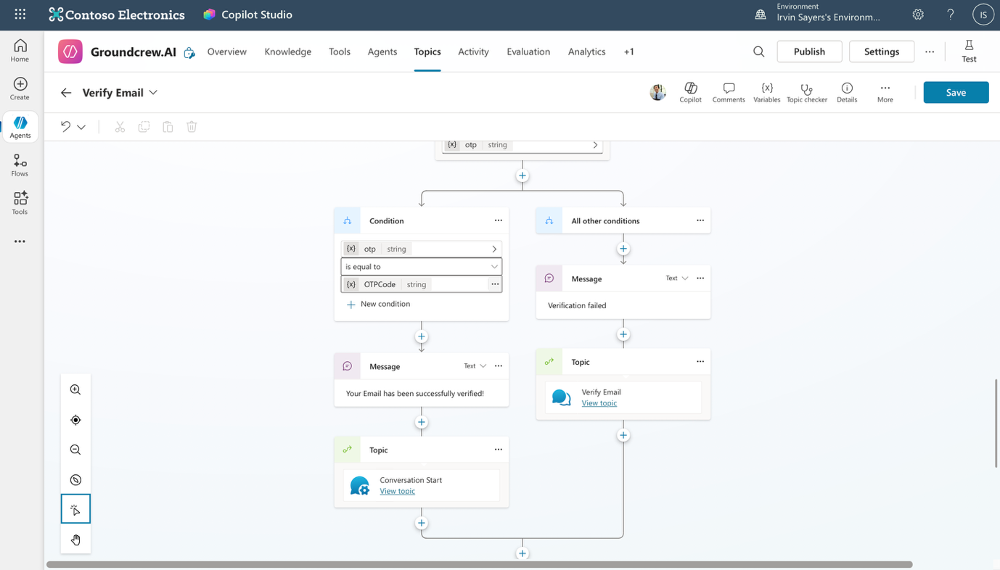 Contoso Electronics
Copilot Studio
Environment
Irvin Sayers's Environm...
?
IS
Home
Create
Agents
Flows
Tools
Groundcrew.AI
Overview
Knowledge
Tools
Agents
Topics
Activity
Evaluation
Analytics
+1
Publish
Settings
Test
Verify Email
Copilot
Comments
{x}
Variables
Topic checker
Details
More
Save
{x} otp string
Condition
{x} otp string
is equal to
{x} OTPCode string
New condition
Message
Text
Your Email has been successfully verified!
Topic
Conversation Start
View topic
All other conditions
Message
Text
Verification failed
Topic
Verify Email
View topic